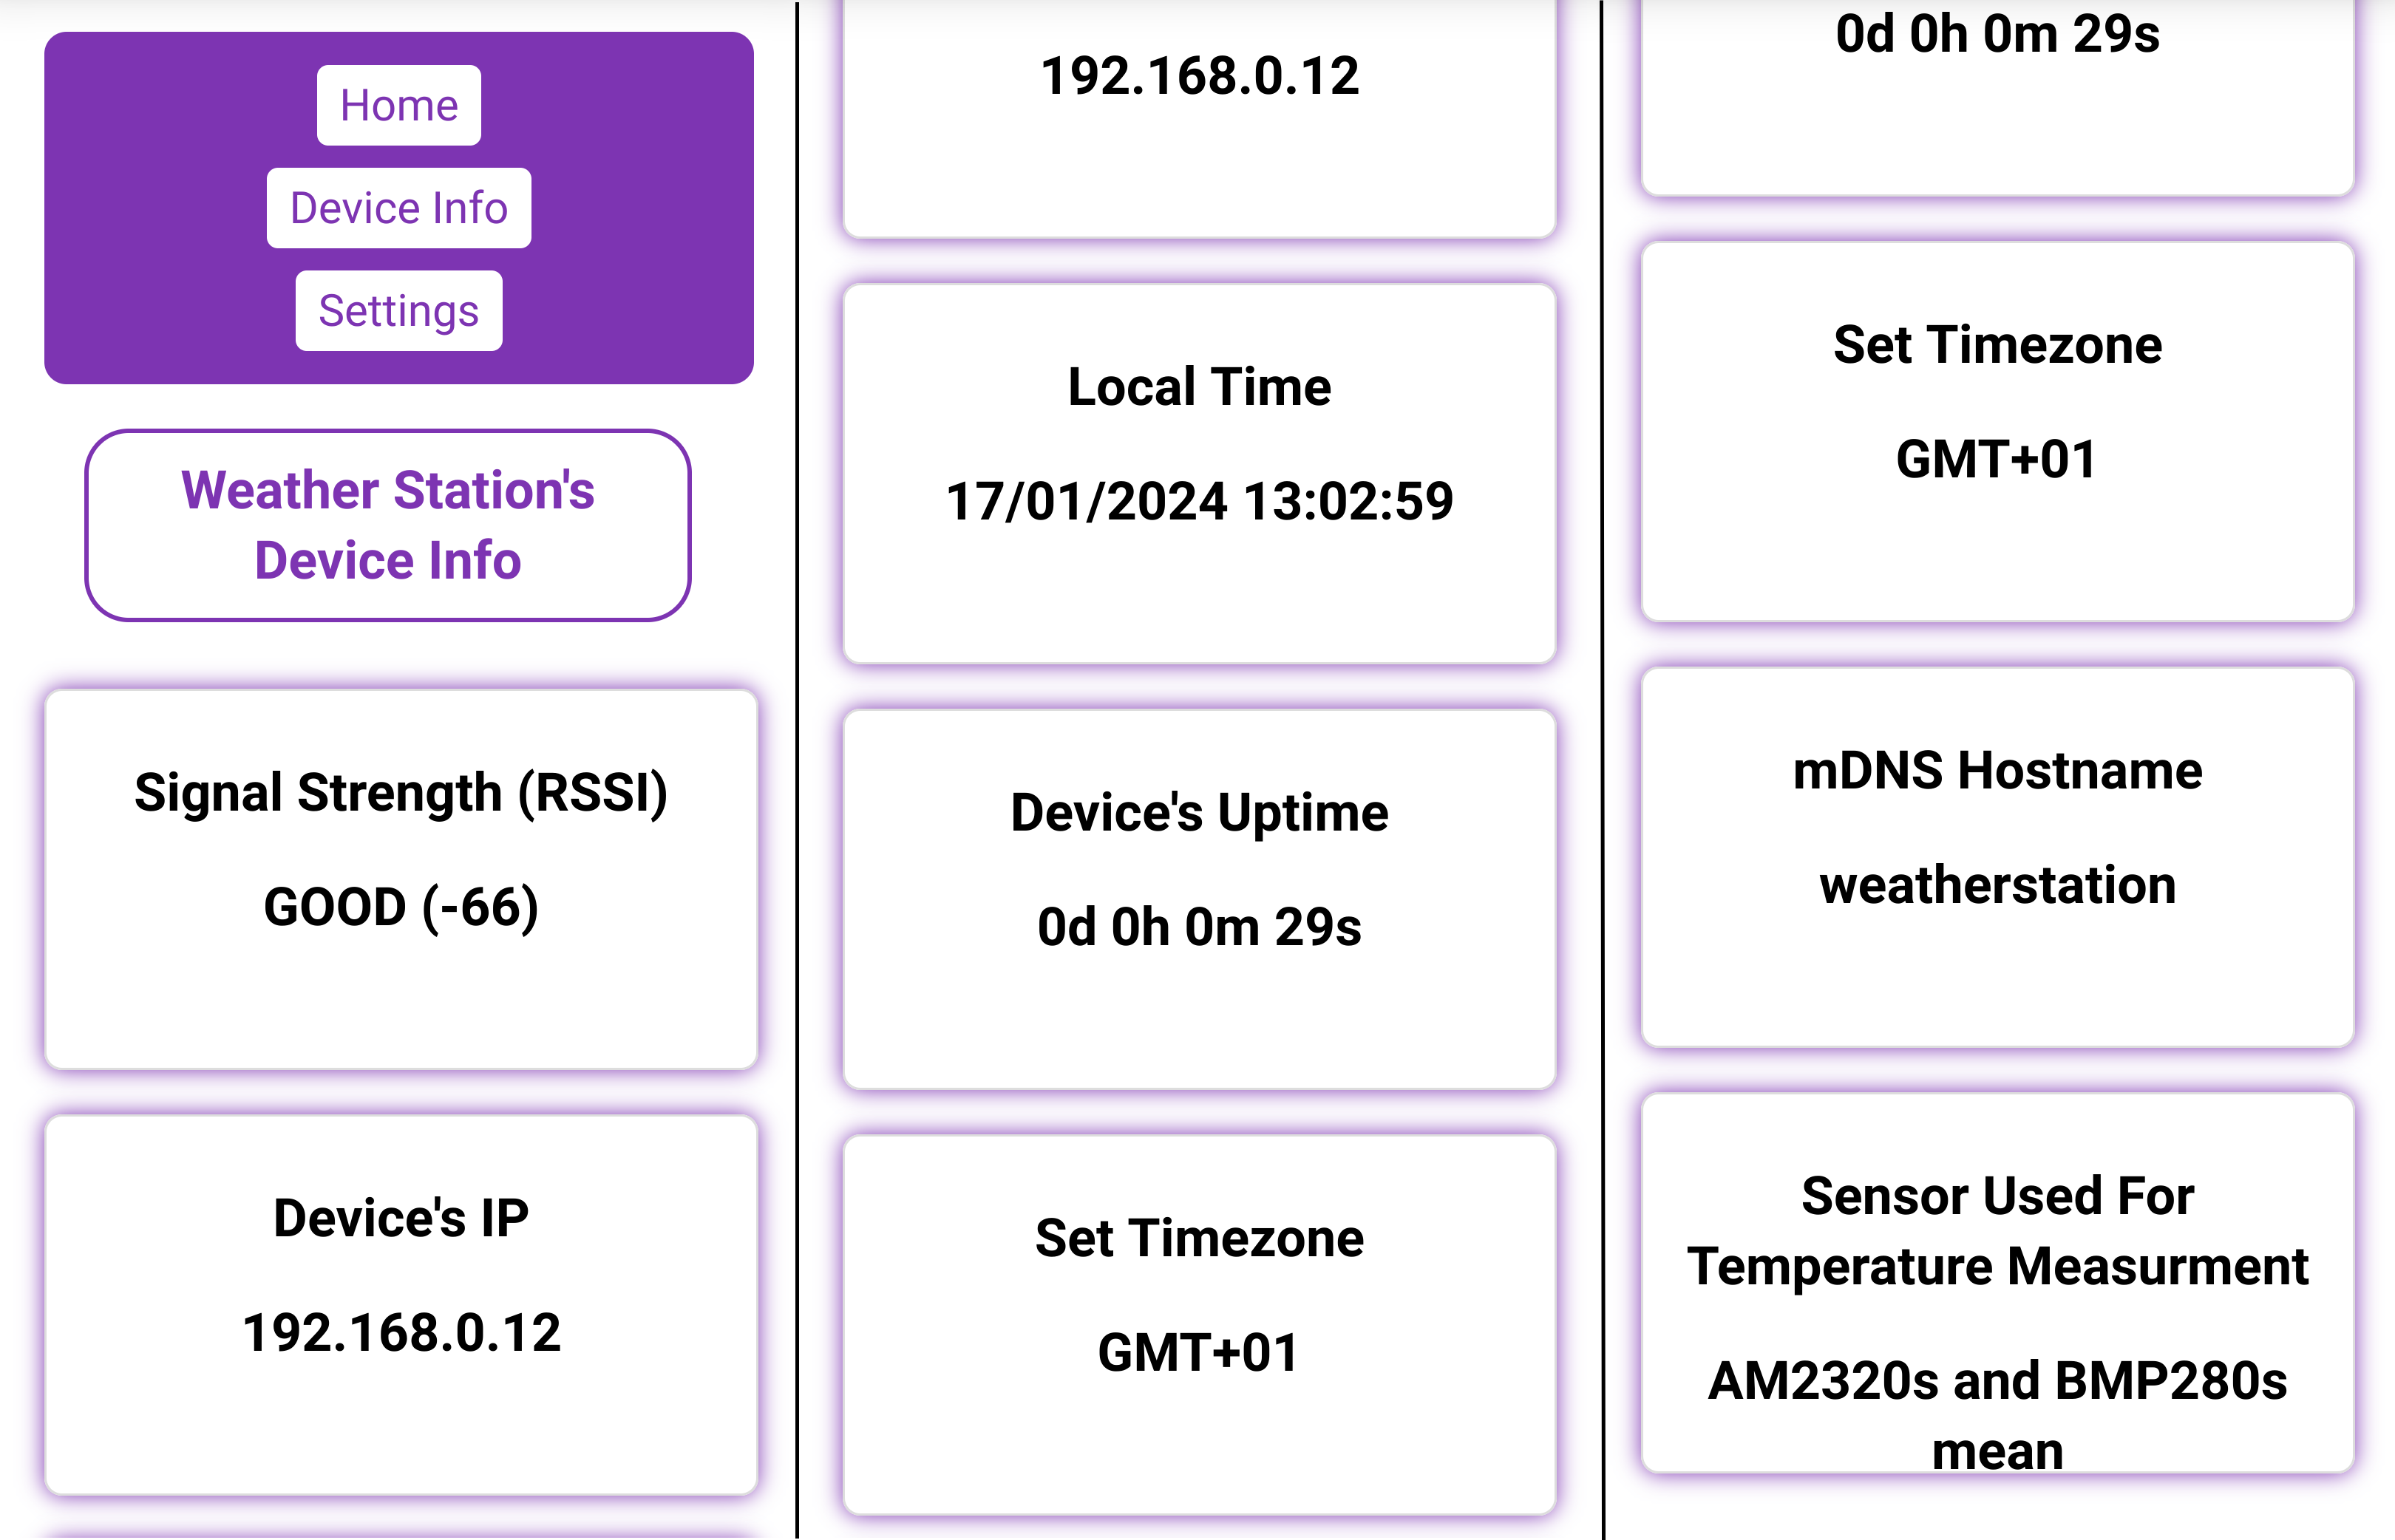 Home
Device Info
Settings
Weather Station's
Device Info
Signal Strength (RSSI)
GOOD (-66)
Device's IP
192.168.0.12
192.168.0.12
Local Time
17/01/2024 13:02:59
Device's Uptime
0d 0h 0m 29s
Set Timezone
GMT+01
0d 0h 0m 29s
Set Timezone
GMT+01
mDNS Hostname
weatherstation
Sensor Used For
Temperature Measurment
AM2320s and BMP280s
mean